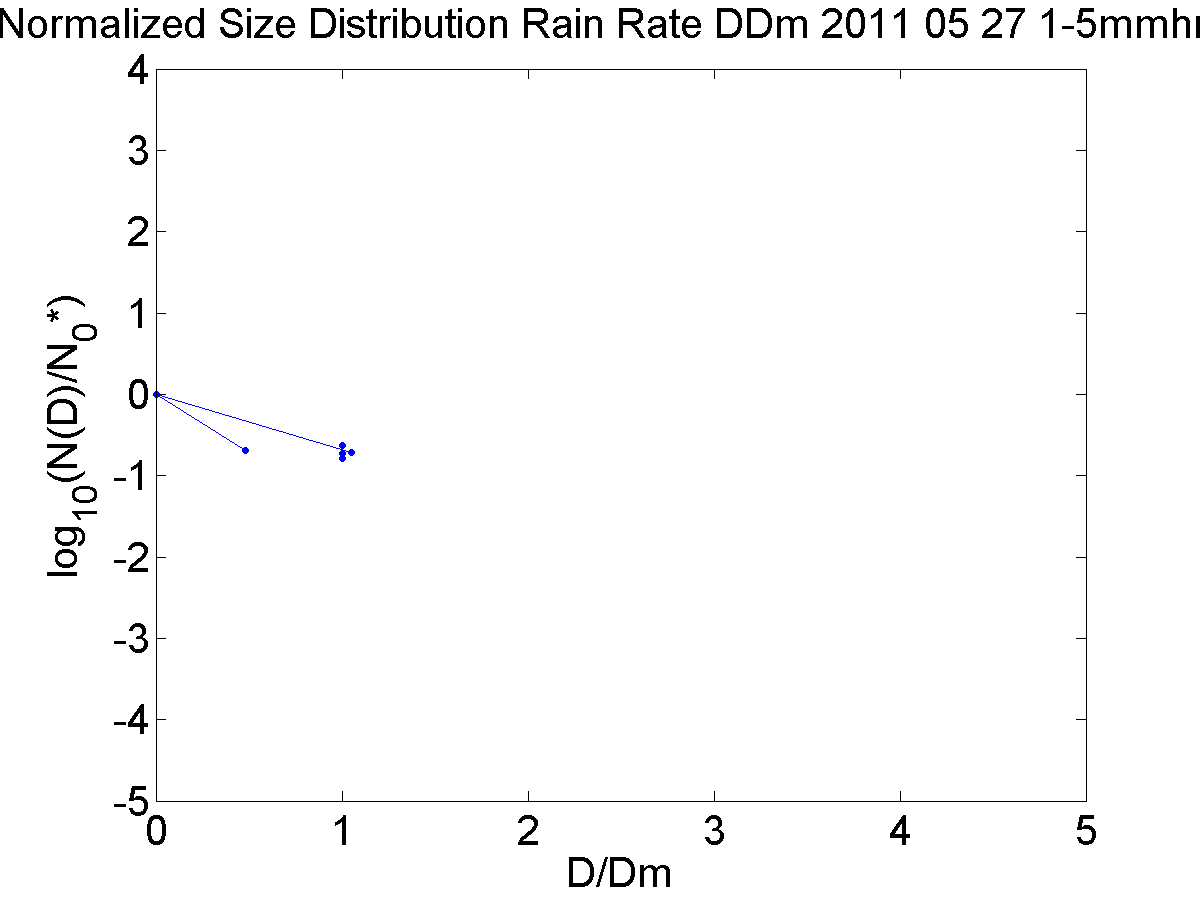 Normalized Size Distribution Rain Rate DDm 2011 05 27 1-5mmh
4
3
2
1
0
-1
-2
-3
-4
-5
log10(N(D)/N0*)
0 1 2 3 4 5
D/Dm